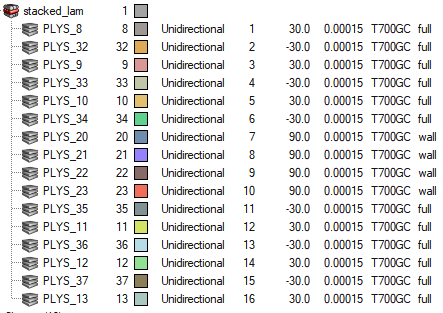 stacked_lam 1
PLYS_8 8 Unidirectional 1 30.0 0.00015 T700GC full
PLYS_32 32 Unidirectional 2 -30.0 0.00015 T700GC full
PLYS_9 9 Unidirectional 3 30.0 0.00015 T700GC full
PLYS_33 33 Unidirectional 4 -30.0 0.00015 T700GC full
PLYS_10 10 Unidirectional 5 30.0 0.00015 T700GC full
PLYS_34 34 Unidirectional 6 -30.0 0.00015 T700GC full
PLYS_20 20 Unidirectional 7 90.0 0.00015 T700GC wall
PLYS_21 21 Unidirectional 8 90.0 0.00015 T700GC wall
PLYS_22 22 Unidirectional 9 90.0 0.00015 T700GC wall
PLYS_23 23 Unidirectional 10 90.0 0.00015 T700GC wall
PLYS_35 35 Unidirectional 11 -30.0 0.00015 T700GC full
PLYS_11 11 Unidirectional 12 30.0 0.00015 T700GC full
PLYS_36 36 Unidirectional 13 -30.0 0.00015 T700GC full
PLYS_12 12 Unidirectional 14 30.0 0.00015 T700GC full
PLYS_37 37 Unidirectional 15 -30.0 0.00015 T700GC full
PLYS_13 13 Unidirectional 16 30.0 0.00015 T700GC full